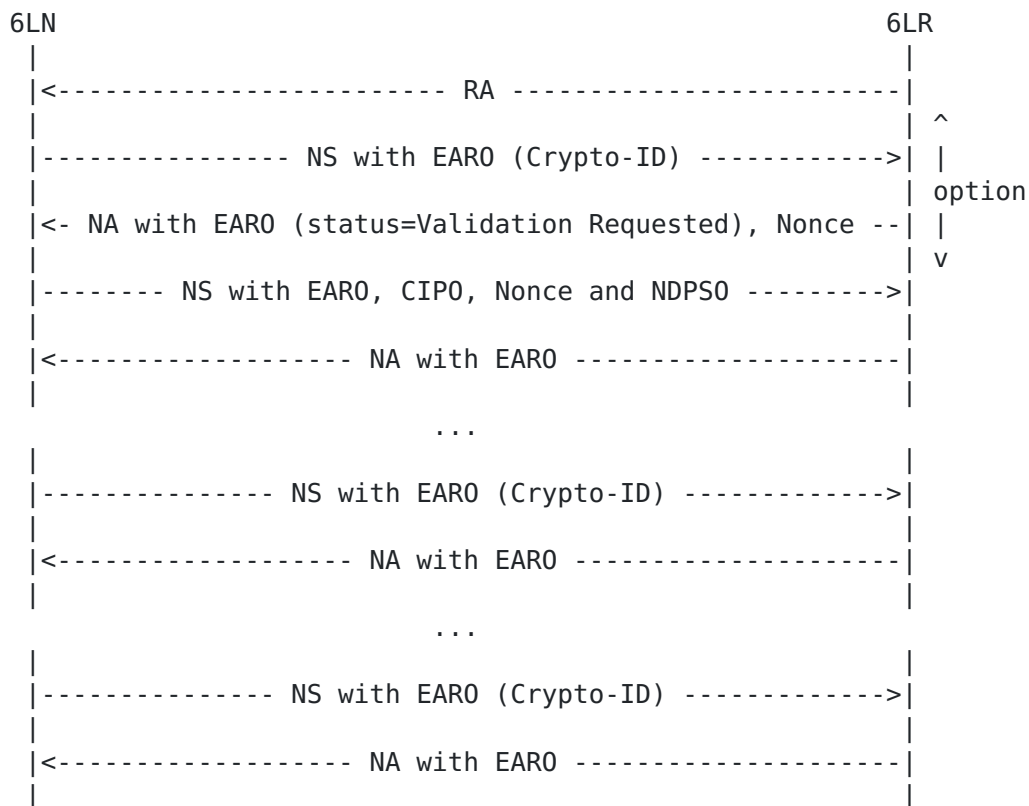 6LN                                                     6LR
 |                                                       |
 |<------------------------- RA -------------------------|
 |                                                       | ^
 |---------------- NS with EARO (Crypto-ID) ------------>| |
 |                                                       | option
 |<- NA with EARO (status=Validation Requested), Nonce --| |
 |                                                       | v
 |-------- NS with EARO, CIPO, Nonce and NDPSO --------->|
 |                                                       |
 |<------------------- NA with EARO ---------------------|
 |                                                       |
                           ...
 |                                                       |
 |--------------- NS with EARO (Crypto-ID) ------------->|
 |                                                       |
 |<------------------- NA with EARO ---------------------|
 |                                                       |
                           ...
 |                                                       |
 |--------------- NS with EARO (Crypto-ID) ------------->|
 |                                                       |
 |<------------------- NA with EARO ---------------------|
 |                                                       |